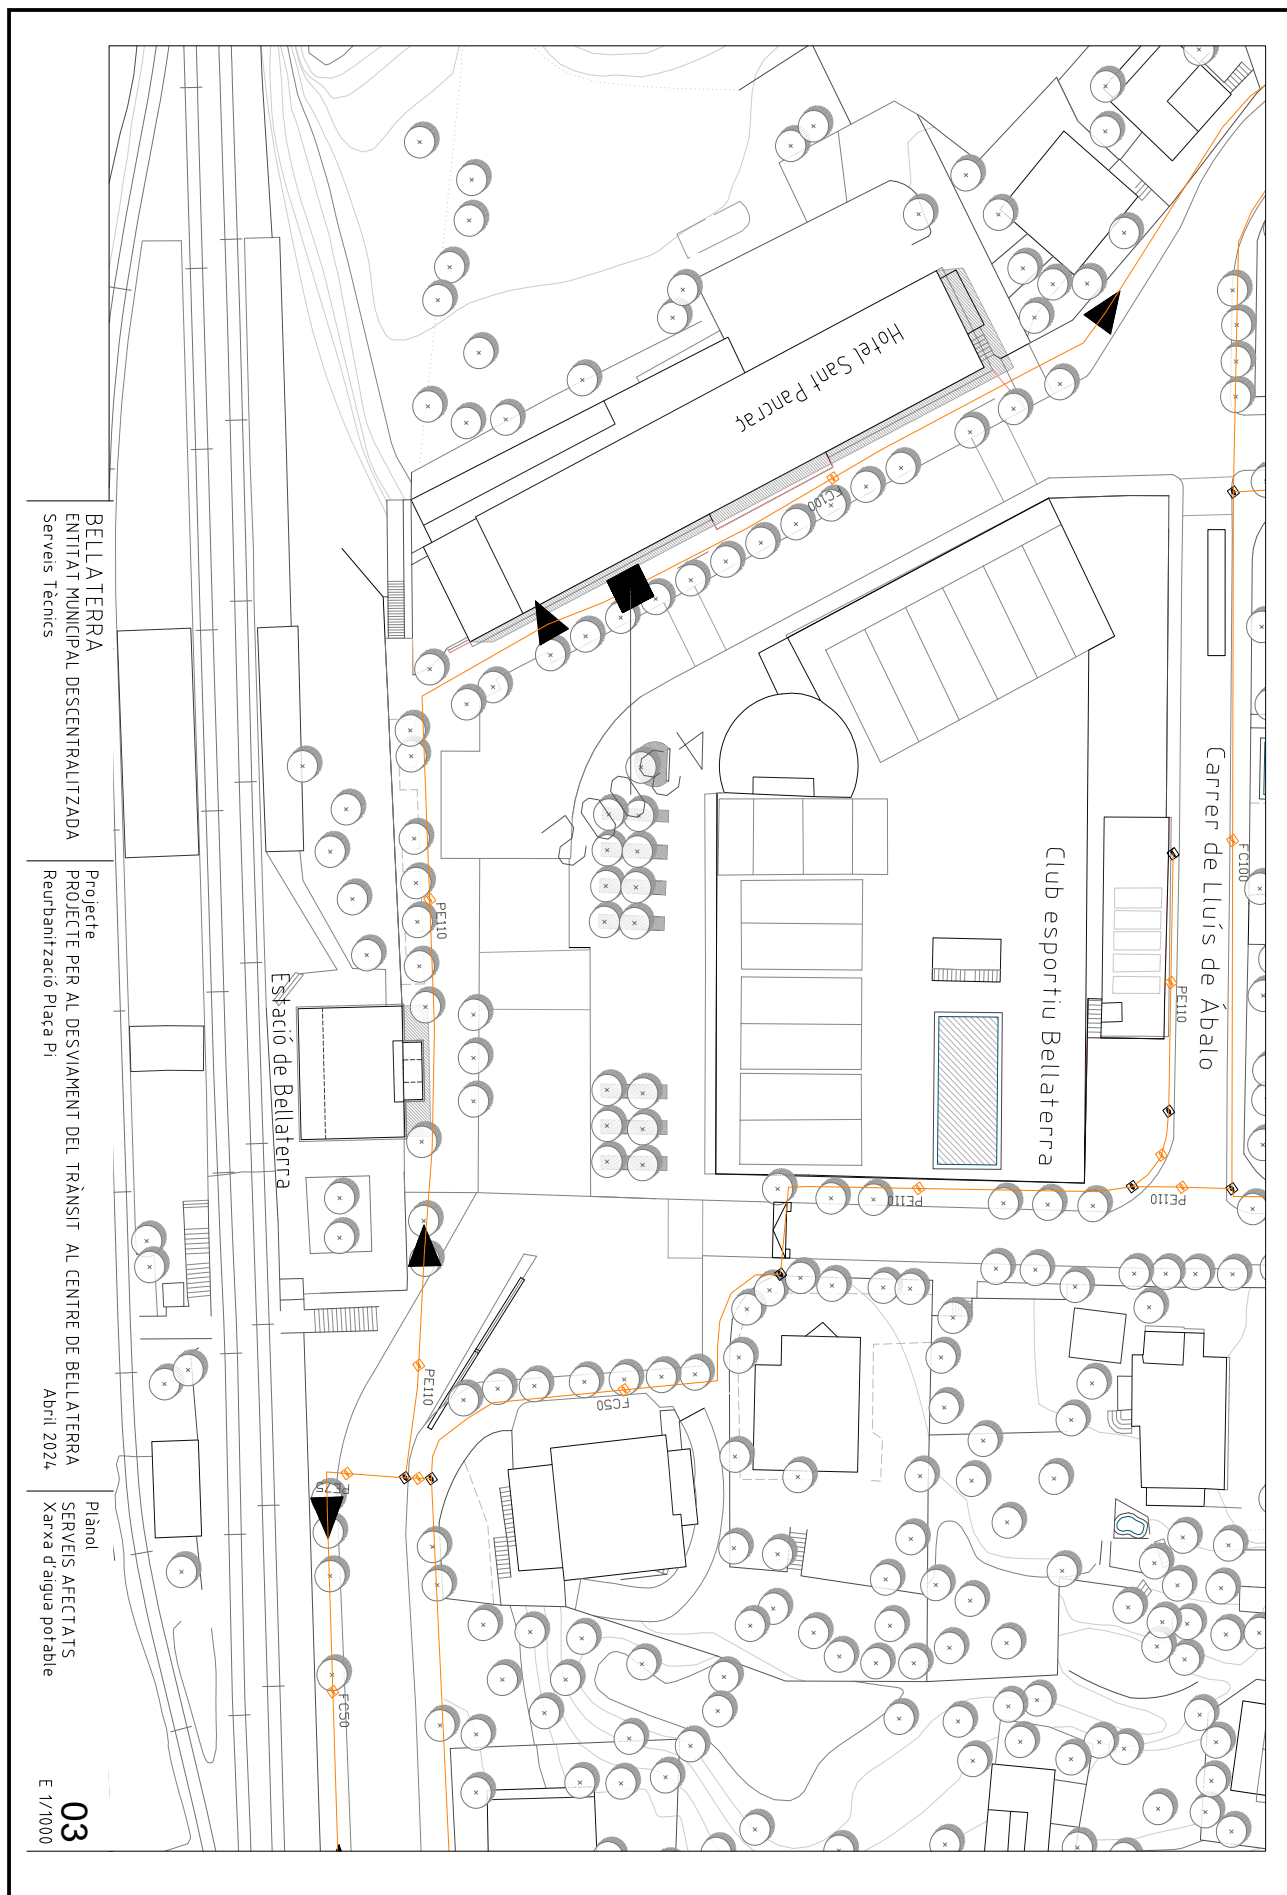 BELLATERRA
ENTITAT MUNICIPAL DESCENTRALITZADA
Serveis Tècnics
Projecte
PROJECTE PER AL DESVIAMENT DEL TRÀNSIT AL CENTRE DE BELLATERRA
Reurbanització Plaça Pi
Abril 2024
Plànol
SERVEIS AFECTATS
Xarxa d'aigua potable
03
E 1/1000
Hotel Sant Pancraç
FC100
Carrer de Lluís de Àbalo
FC100
Club esportiu Bellaterra
PE110
PE110
PE110
PE110
Estació de Bellaterra
PE110
FC50
PE75
FC50